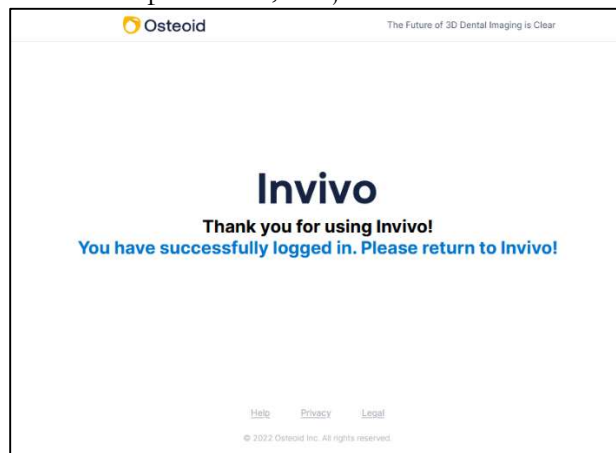 Osteoid
The Future of 3D Dental Imaging is Clear
Invivo
Thank you for using Invivo!
You have successfully logged in. Please return to Invivo!
Help Privacy Legal
© 2022 Osteoid Inc. All rights reserved.